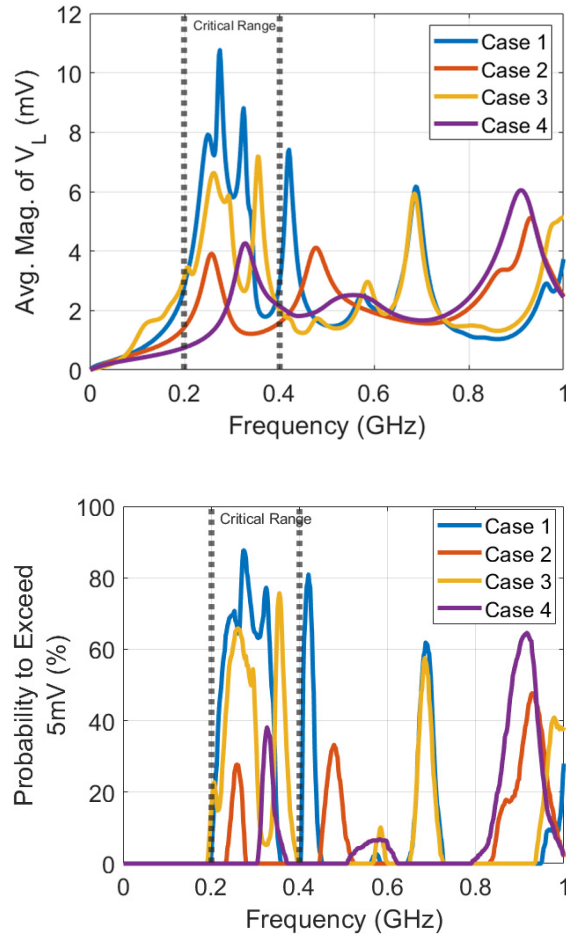 12
10
8
6
4
2
0
Avg. Mag. of V_L (mV)
Critical Range
Case 1
Case 2
Case 3
Case 4
0 0.2 0.4 0.6 0.8 1
Frequency (GHz)
100
80
60
40
20
0
Probability to Exceed
5mV (%)
Critical Range
Case 1
Case 2
Case 3
Case 4
0 0.2 0.4 0.6 0.8 1
Frequency (GHz)